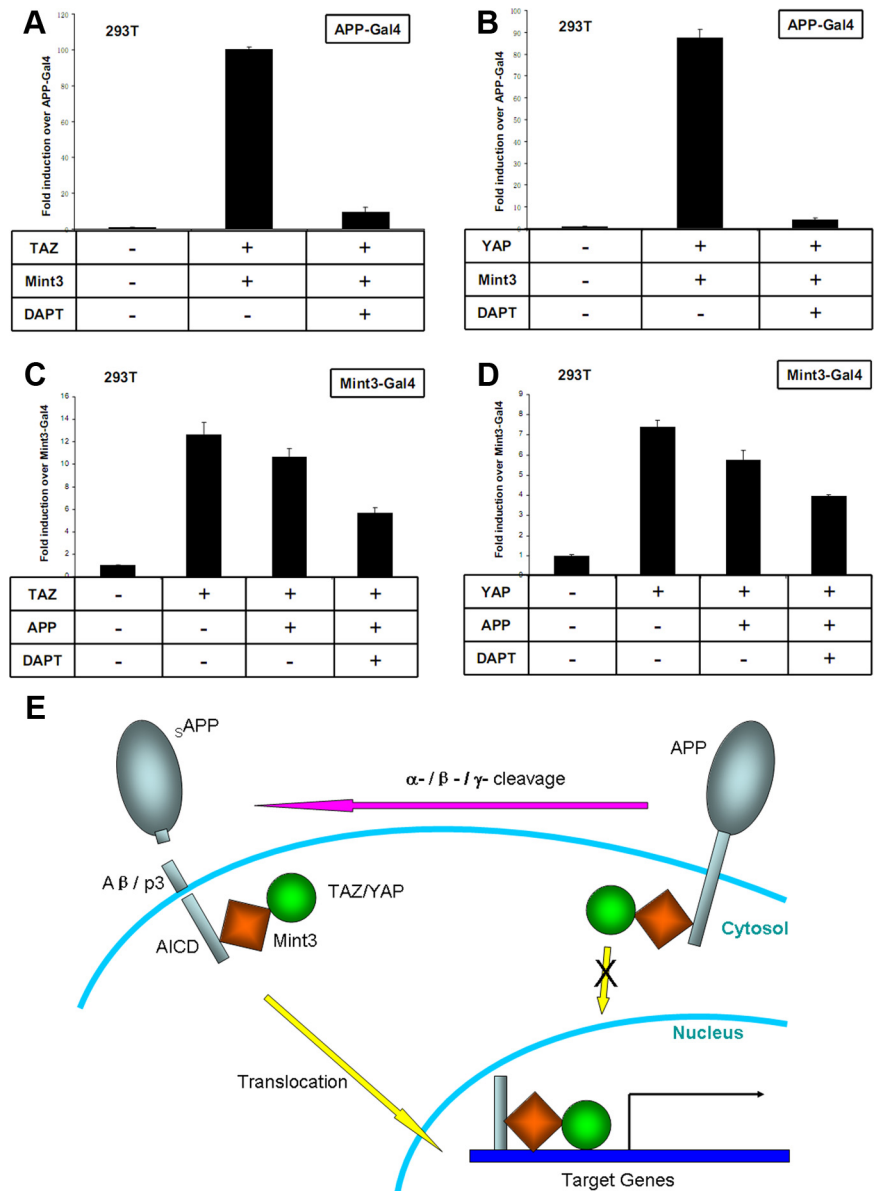 A
293T
APP-Gal4
Fold induction over APP-Gal4
120
100
80
60
40
20
0
TAZ - + +
Mint3 - + +
DAPT - - +
B
293T
APP-Gal4
Fold induction over APP-Gal4
100
90
80
70
60
50
40
30
20
10
0
YAP - + +
Mint3 - + +
DAPT - - +
C
293T
Mint3-Gal4
Fold induction over Mint3-Gal4
16
14
12
10
8
6
4
2
0
TAZ - + + +
APP - - + +
DAPT - - - +
D
293T
Mint3-Gal4
Fold induction over Mint3-Gal4
9
8
7
6
5
4
3
2
1
0
YAP - + + +
APP - - + +
DAPT - - - +
E
sAPP
APP
α- / β - / γ- cleavage
A β / p3
TAZ/YAP
AICD
Mint3
Cytosol
X
Nucleus
Translocation
Target Genes